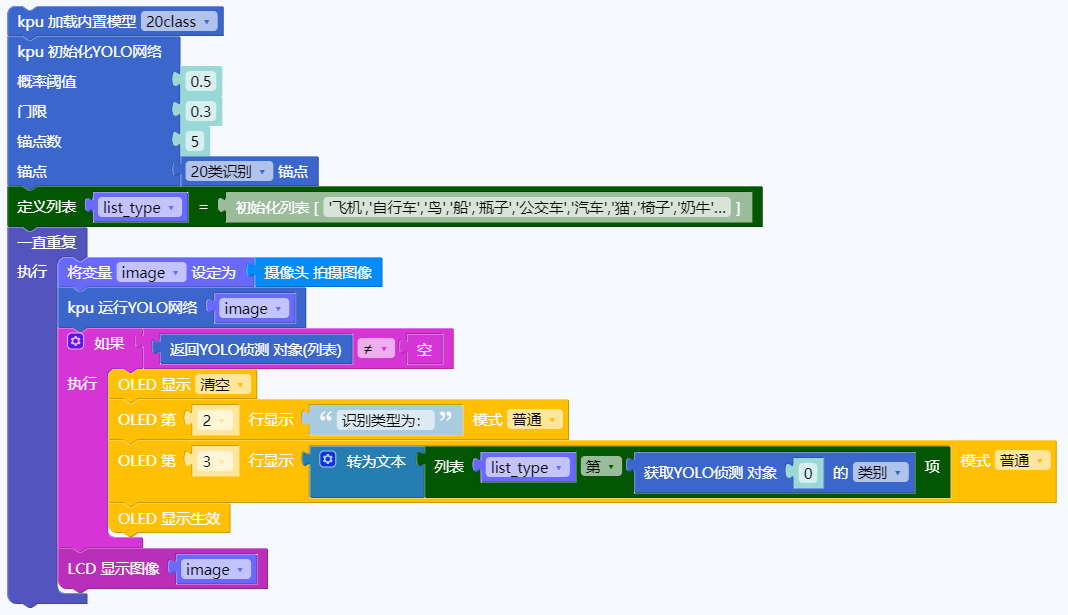 kpu 加载内置模型 20class
kpu 初始化YOLO网络
概率阈值 0.5
门限 0.3
锚点数 5
锚点 20类识别 锚点
定义列表 list_type = 初始化列表 [ '飞机','自行车','鸟','船','瓶子','公交车','汽车','猫','椅子','奶牛'... ]
一直重复
执行 将变量 image 设定为 摄像头 拍摄图像
kpu 运行YOLO网络 image
如果 返回YOLO侦测 对象(列表) ≠ 空
执行 OLED 显示 清空
OLED 第 2 行显示 “ 识别类型为： ” 模式 普通
OLED 第 3 行显示 转为文本 列表 list_type 第 获取YOLO侦测 对象 0 的 类别 项 模式 普通
OLED 显示生效
LCD 显示图像 image